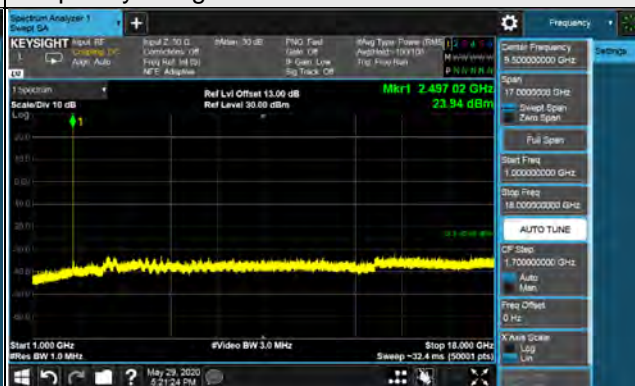 Spectrum Analyzer 1
Swept SA
+
Frequency
KEYSIGHT Input: RF
Coupling: DC
Align: Auto
Input Z: 50 Ω
Corrections: Off
Freq Ref: Int (S)
NFE: Adaptive
#Atten: 30 dB
PNO: Fast
Gate: Off
IF Gain: Low
Sig Track: Off
#Avg Type: Power (RMS)
Avg|Hold: 100/100
Trig: Free Run
1 Spectrum
Scale/Div 10 dB
Log
Ref Lvl Offset 13.00 dB
Ref Level 30.00 dBm
Mkr1 2.497 02 GHz
23.94 dBm
1
Start 1.000 GHz
#Res BW 1.0 MHz
#Video BW 3.0 MHz
Stop 18.000 GHz
Sweep ~32.4 ms (50001 pts)
Center Frequency
9.500000000 GHz
Settings
Span
17.0000000 GHz
Swept Span
Zero Span
Full Span
Start Freq
1.000000000 GHz
Stop Freq
18.000000000 GHz
AUTO TUNE
CF Step
1.700000000 GHz
Auto
Man
Freq Offset
0 Hz
X Axis Scale
Log
Lin
May 29, 2020
5:21:24 PM